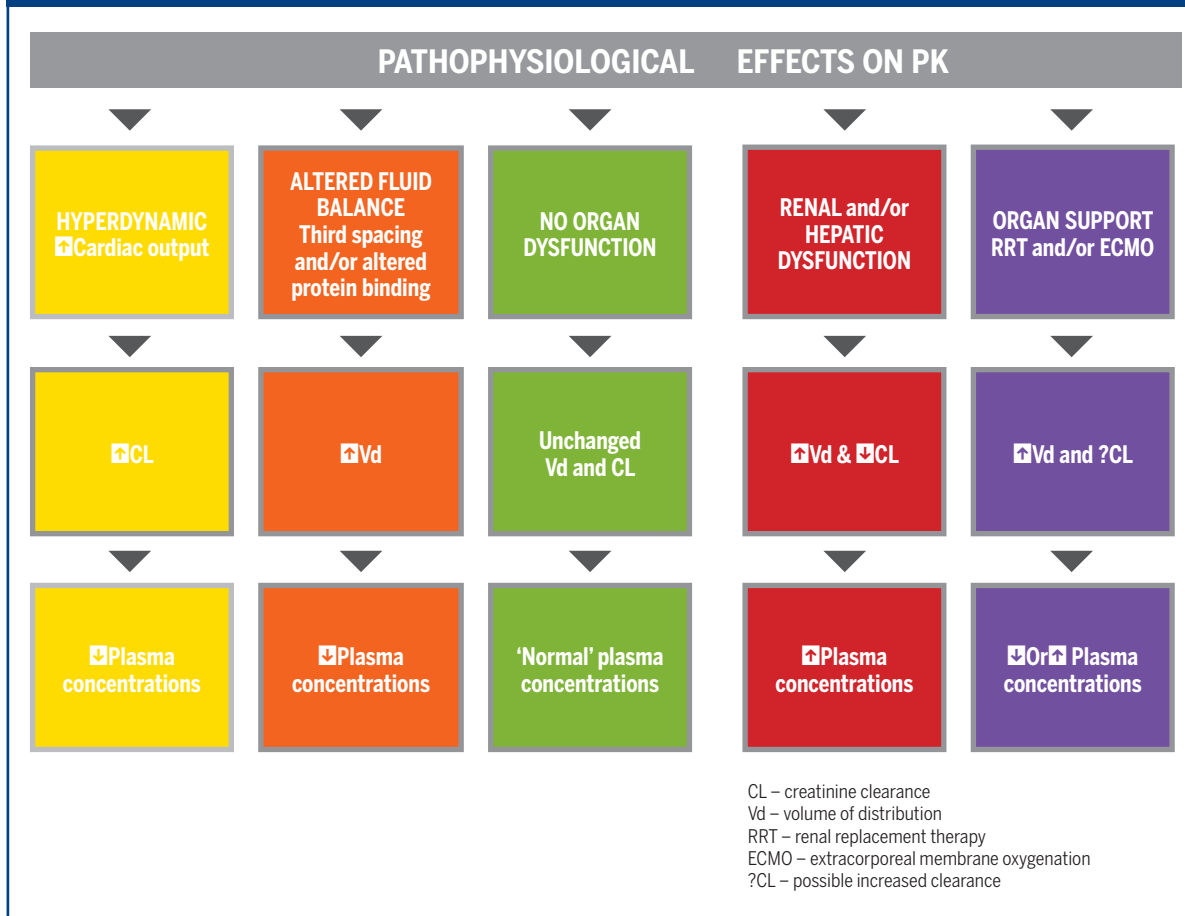 PATHOPHYSIOLOGICAL EFFECTS ON PK
HYPERDYNAMIC
↑Cardiac output
ALTERED FLUID
BALANCE
Third spacing
and/or altered
protein binding
NO ORGAN
DYSFUNCTION
RENAL and/or
HEPATIC
DYSFUNCTION
ORGAN SUPPORT
RRT and/or ECMO
↑CL
↑Vd
Unchanged
Vd and CL
↑Vd & ↓CL
↑Vd and ?CL
↓Plasma
concentrations
↓Plasma
concentrations
‘Normal’ plasma
concentrations
↑Plasma
concentrations
↓Or↑ Plasma
concentrations
CL – creatinine clearance
Vd – volume of distribution
RRT – renal replacement therapy
ECMO – extracorporeal membrane oxygenation
?CL – possible increased clearance